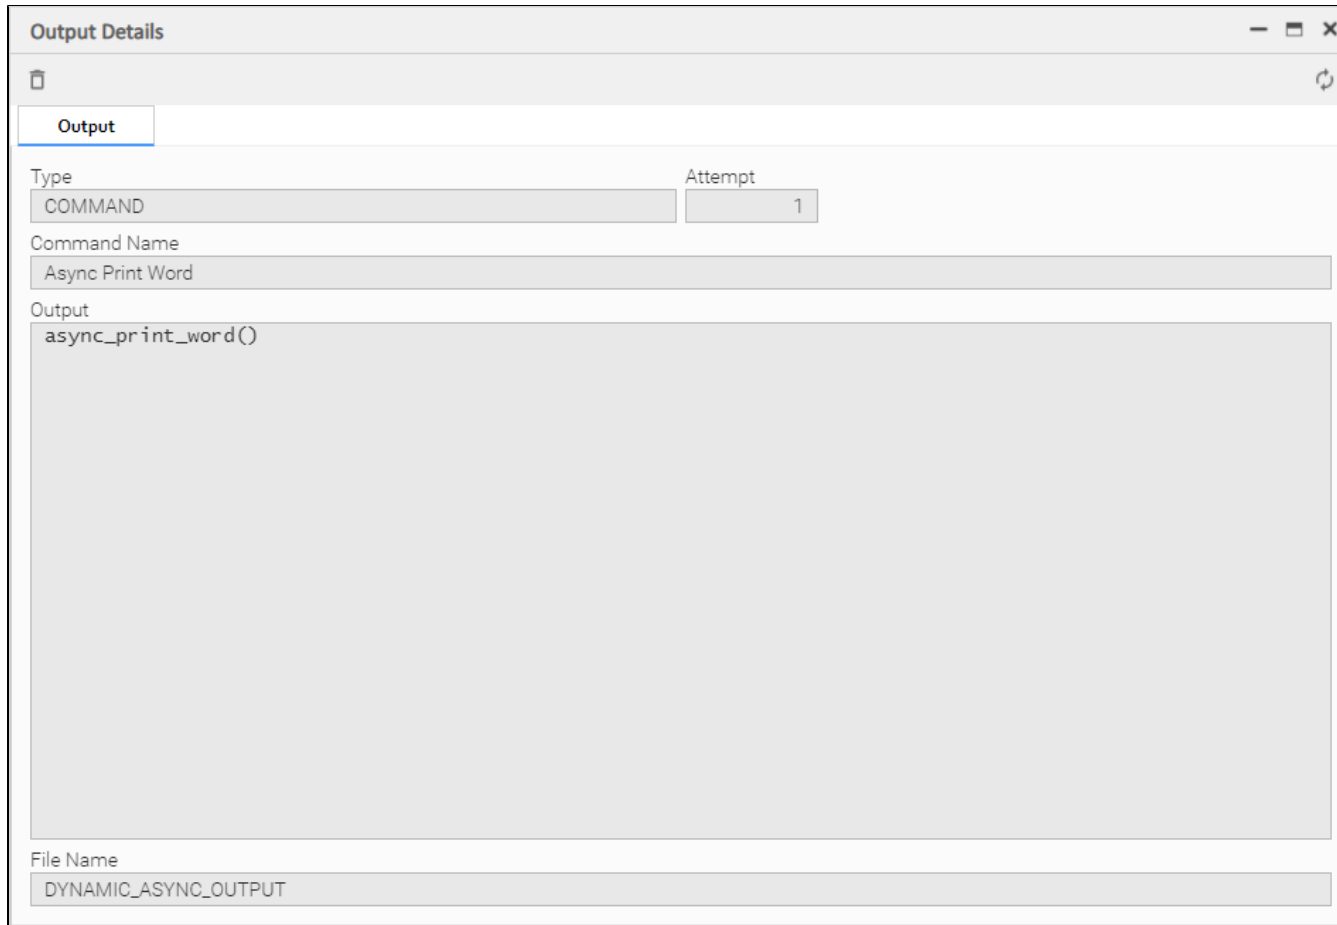 Output Details
Output
Type
Attempt
COMMAND
1
Command Name
Async Print Word
Output
async_print_word()
File Name
DYNAMIC_ASYNC_OUTPUT